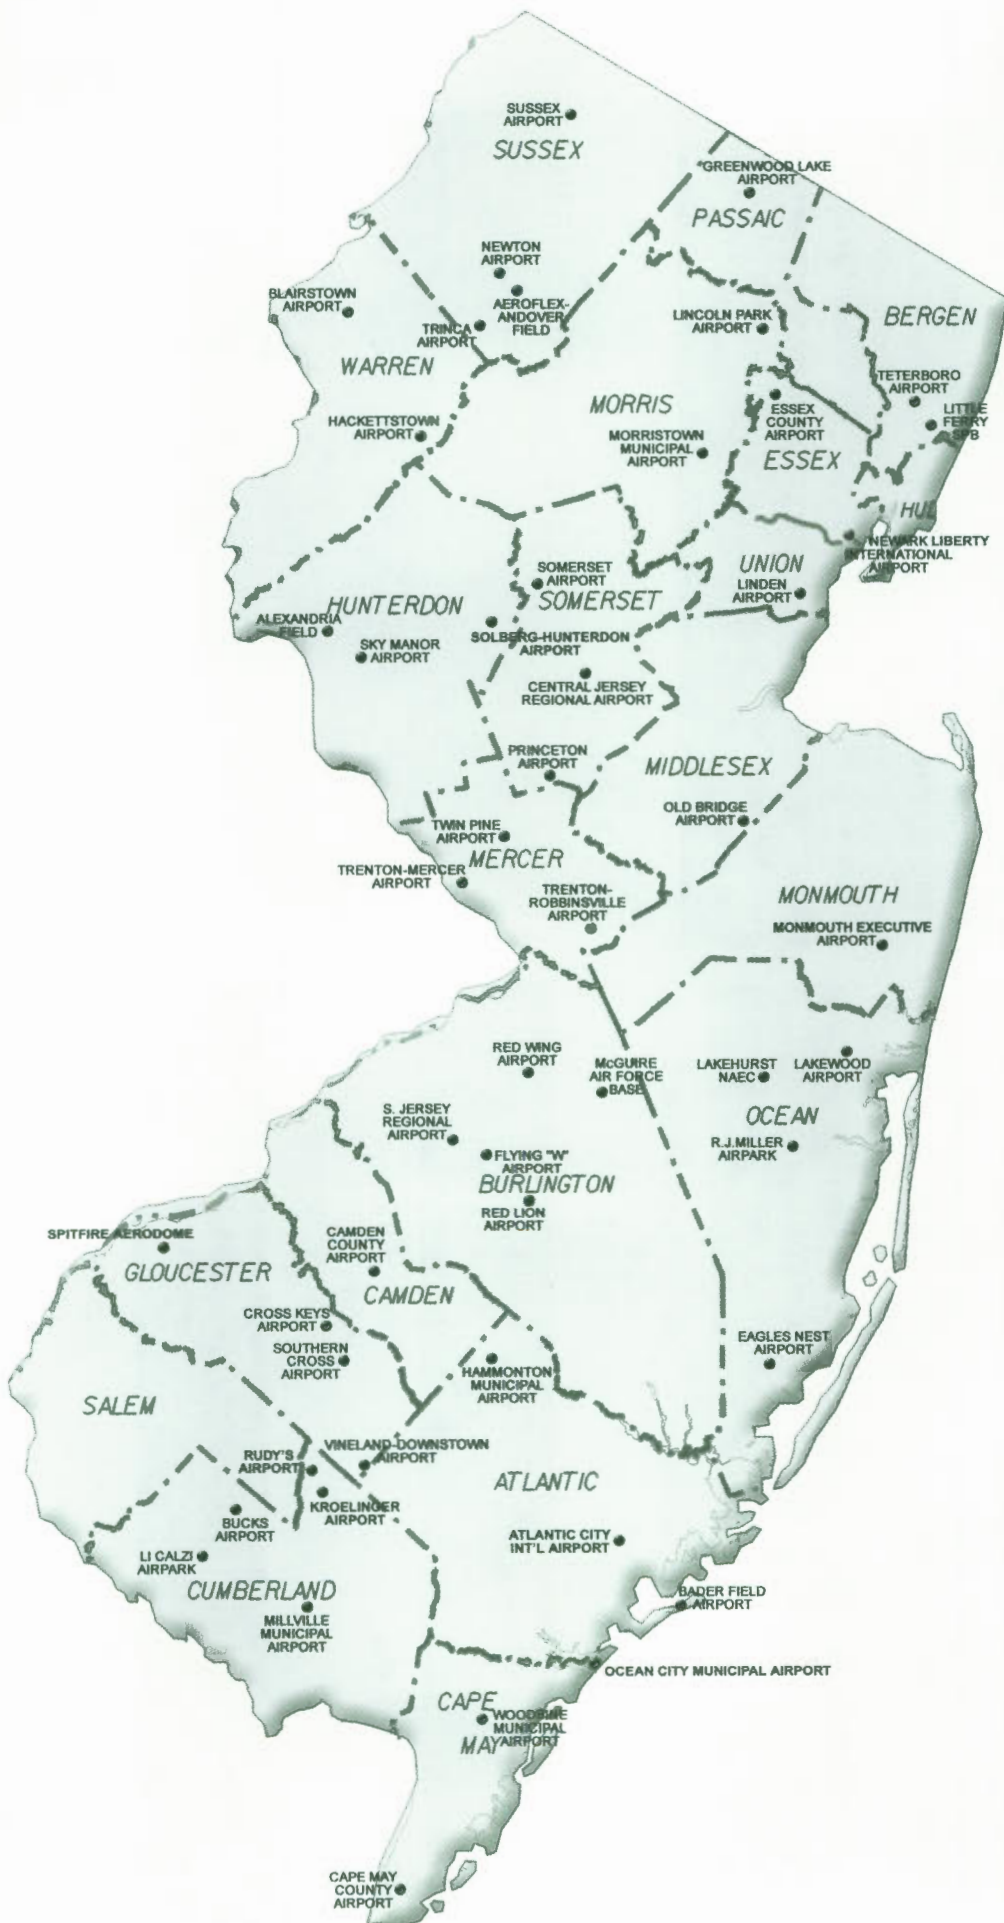 SUSSEX
AIRPORT
SUSSEX
GREENWOOD LAKE
AIRPORT
PASSAIC
NEWTON
AIRPORT
BLAIRSTOWN
AIRPORT
AEROFLEX-
ANDOVER
FIELD
TRINCA
AIRPORT
LINCOLN PARK
AIRPORT
BERGEN
WARREN
TETERBORO
AIRPORT
MORRIS
ESSEX
COUNTY
AIRPORT
LITTLE
FERRY
SPB
HACKETTSTOWN
AIRPORT
MORRISTOWN
MUNICIPAL
AIRPORT
ESSEX
HUD
NEWARK LIBERTY
INTERNATIONAL
AIRPORT
UNION
SOMERSET
AIRPORT
LINDEN
AIRPORT
HUNTERDON
SOMERSET
ALEXANDRIA
FIELD
SOLBERG-HUNTERDON
AIRPORT
SKY MANOR
AIRPORT
CENTRAL JERSEY
REGIONAL AIRPORT
PRINCETON
AIRPORT
MIDDLESEX
OLD BRIDGE
AIRPORT
TWIN PINE
AIRPORT
MERCER
TRENTON-MERCER
AIRPORT
TRENTON-
ROBBINSVILLE
AIRPORT
MONMOUTH
MONMOUTH EXECUTIVE
AIRPORT
RED WING
AIRPORT
McGUIRE
AIR FORCE
BASE
LAKEHURST
NAEC
LAKEWOOD
AIRPORT
S. JERSEY
REGIONAL
AIRPORT
OCEAN
R.J.MILLER
AIRPARK
FLYING "W"
AIRPORT
BURLINGTON
RED LION
AIRPORT
SPITFIRE AERODOME
CAMDEN
COUNTY
AIRPORT
GLOUCESTER
CAMDEN
CROSS KEYS
AIRPORT
SOUTHERN
CROSS
AIRPORT
HAMMONTON
MUNICIPAL
AIRPORT
EAGLES NEST
AIRPORT
SALEM
VINELAND-DOWNSTOWN
AIRPORT
RUDY'S
AIRPORT
ATLANTIC
KROELINGER
AIRPORT
BUCKS
AIRPORT
ATLANTIC CITY
INT'L AIRPORT
LI CALZI
AIRPARK
CUMBERLAND
BADER FIELD
AIRPORT
MILLVILLE
MUNICIPAL
AIRPORT
OCEAN CITY MUNICIPAL AIRPORT
CAPE
MAY
WOODBINE
MUNICIPAL
AIRPORT
CAPE MAY
COUNTY
AIRPORT